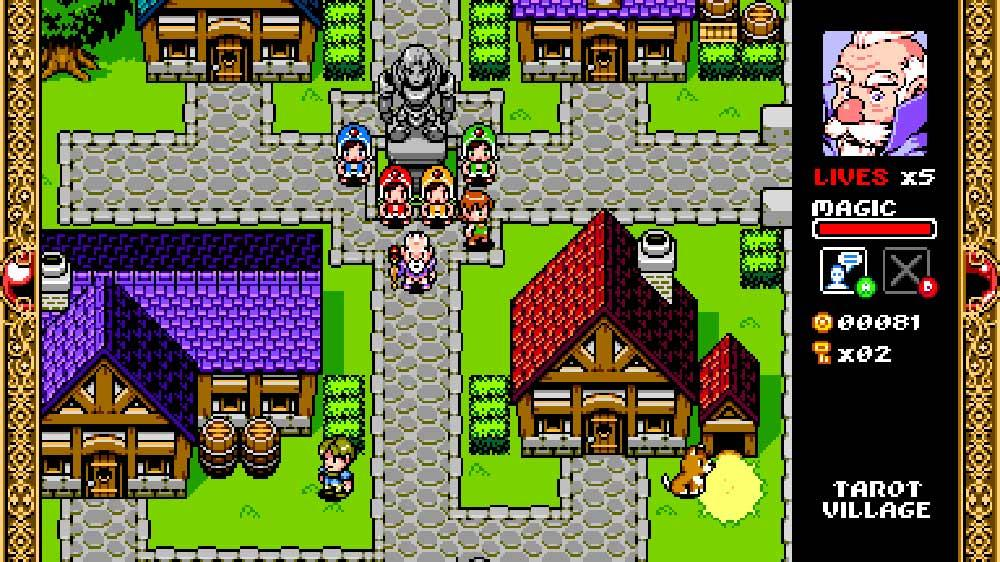 LIVES x5
MAGIC
A
B
00081
x02
TAROT
VILLAGE